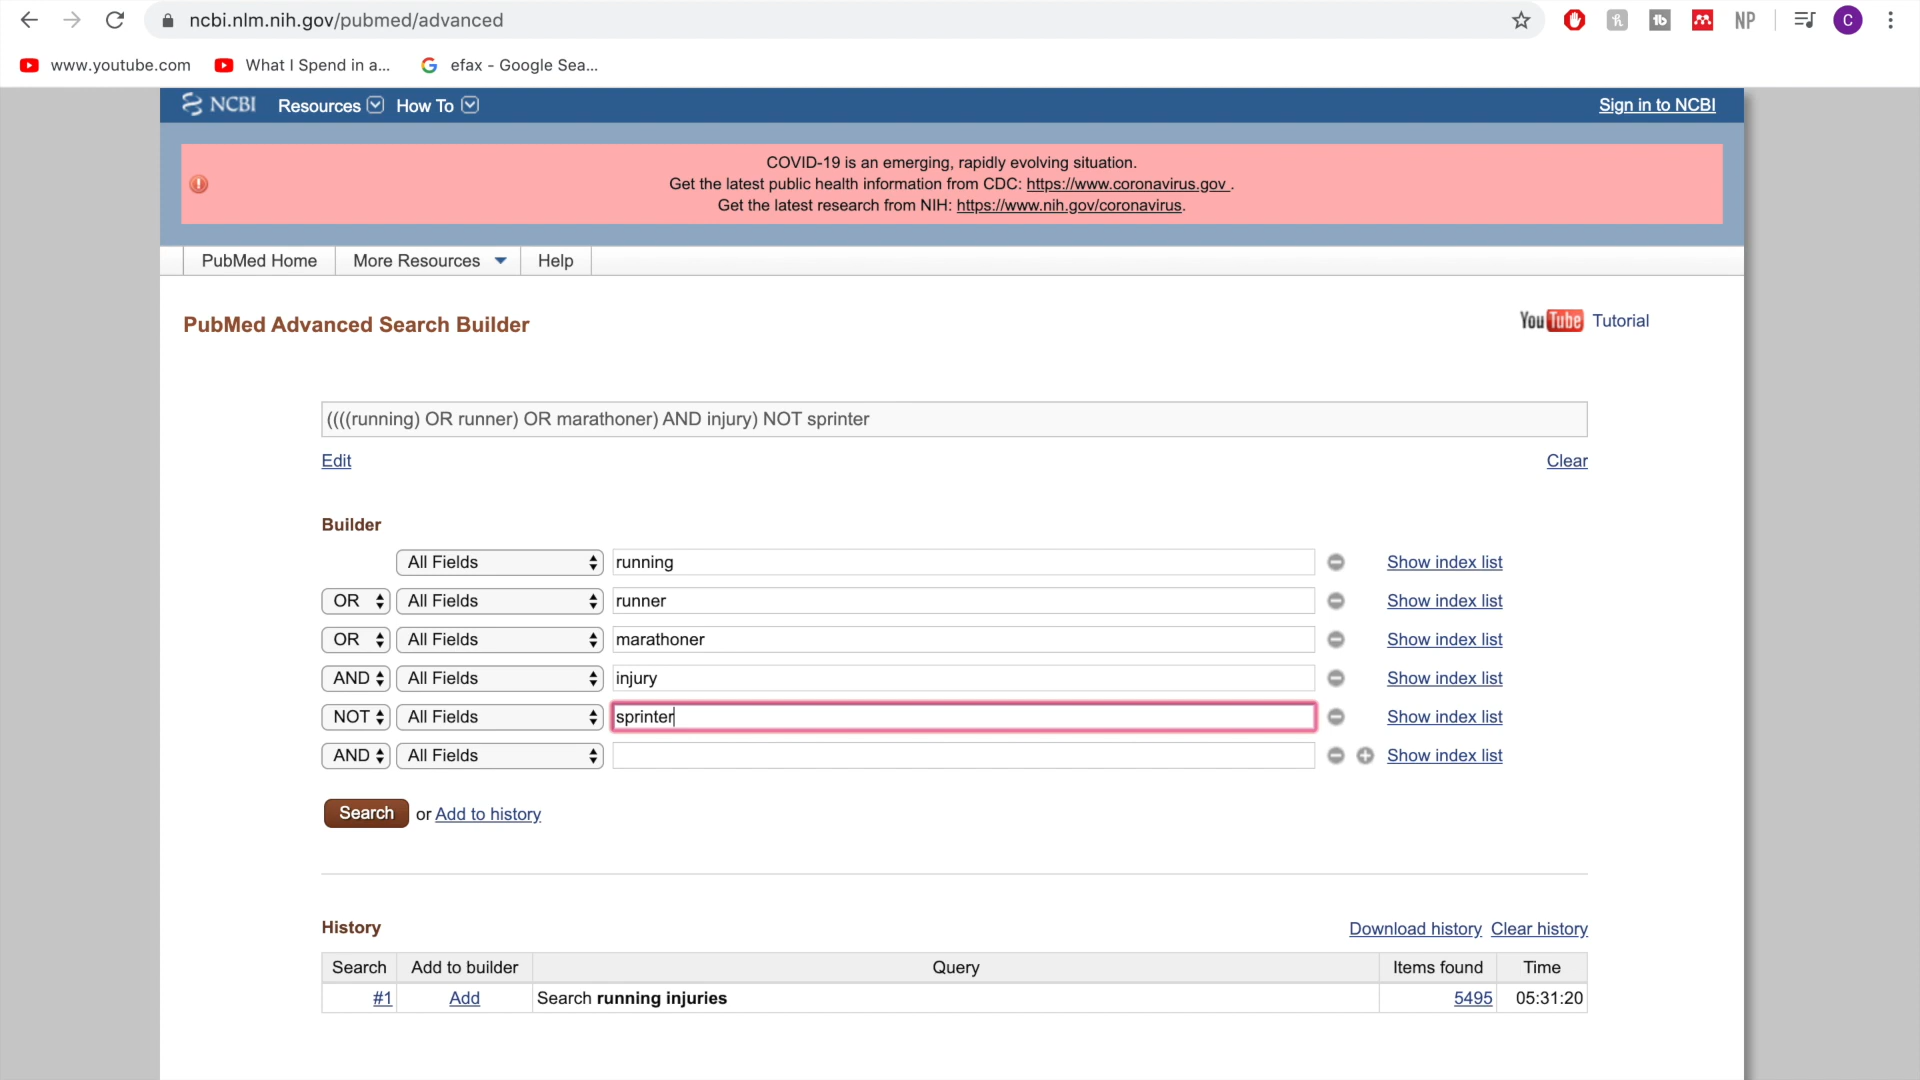 ncbi.nlm.nih.gov/pubmed/advanced
NP
C
www.youtube.com What I Spend in a... efax - Google Sea...
NCBI Resources How To Sign in to NCBI
COVID-19 is an emerging, rapidly evolving situation.
Get the latest public health information from CDC: https://www.coronavirus.gov .
Get the latest research from NIH: https://www.nih.gov/coronavirus.
PubMed Home More Resources Help
PubMed Advanced Search Builder
YouTube Tutorial
((((running) OR runner) OR marathoner) AND injury) NOT sprinter
Edit Clear
Builder
All Fields running Show index list
OR All Fields runner Show index list
OR All Fields marathoner Show index list
AND All Fields injury Show index list
NOT All Fields sprinter Show index list
AND All Fields Show index list
Search or Add to history
History Download history Clear history
Search Add to builder Query Items found Time
#1 Add Search running injuries 5495 05:31:20